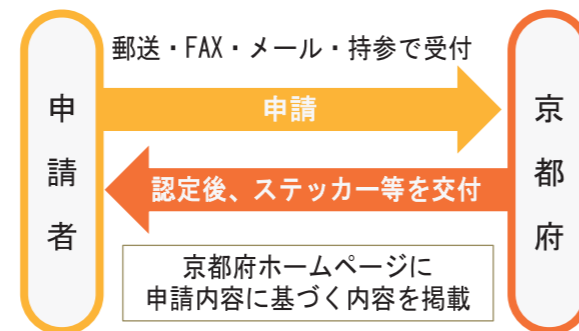 郵送・FAX・メール・持参で受付
申請者
申請
京都府
認定後、ステッカー等を交付
京都府ホームページに
申請内容に基づく内容を掲載